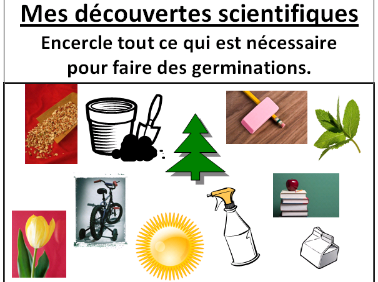 Mes découvertes scientifiques
Encercle tout ce qui est nécessaire
pour faire des germinations.